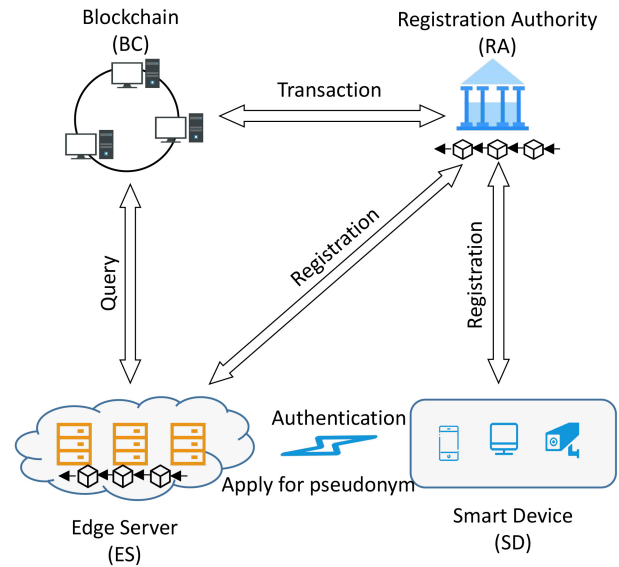 Blockchain
(BC)
Registration Authority
(RA)
Transaction
Query
Registration
Registration
Authentication
Apply for pseudonym
Edge Server
(ES)
Smart Device
(SD)